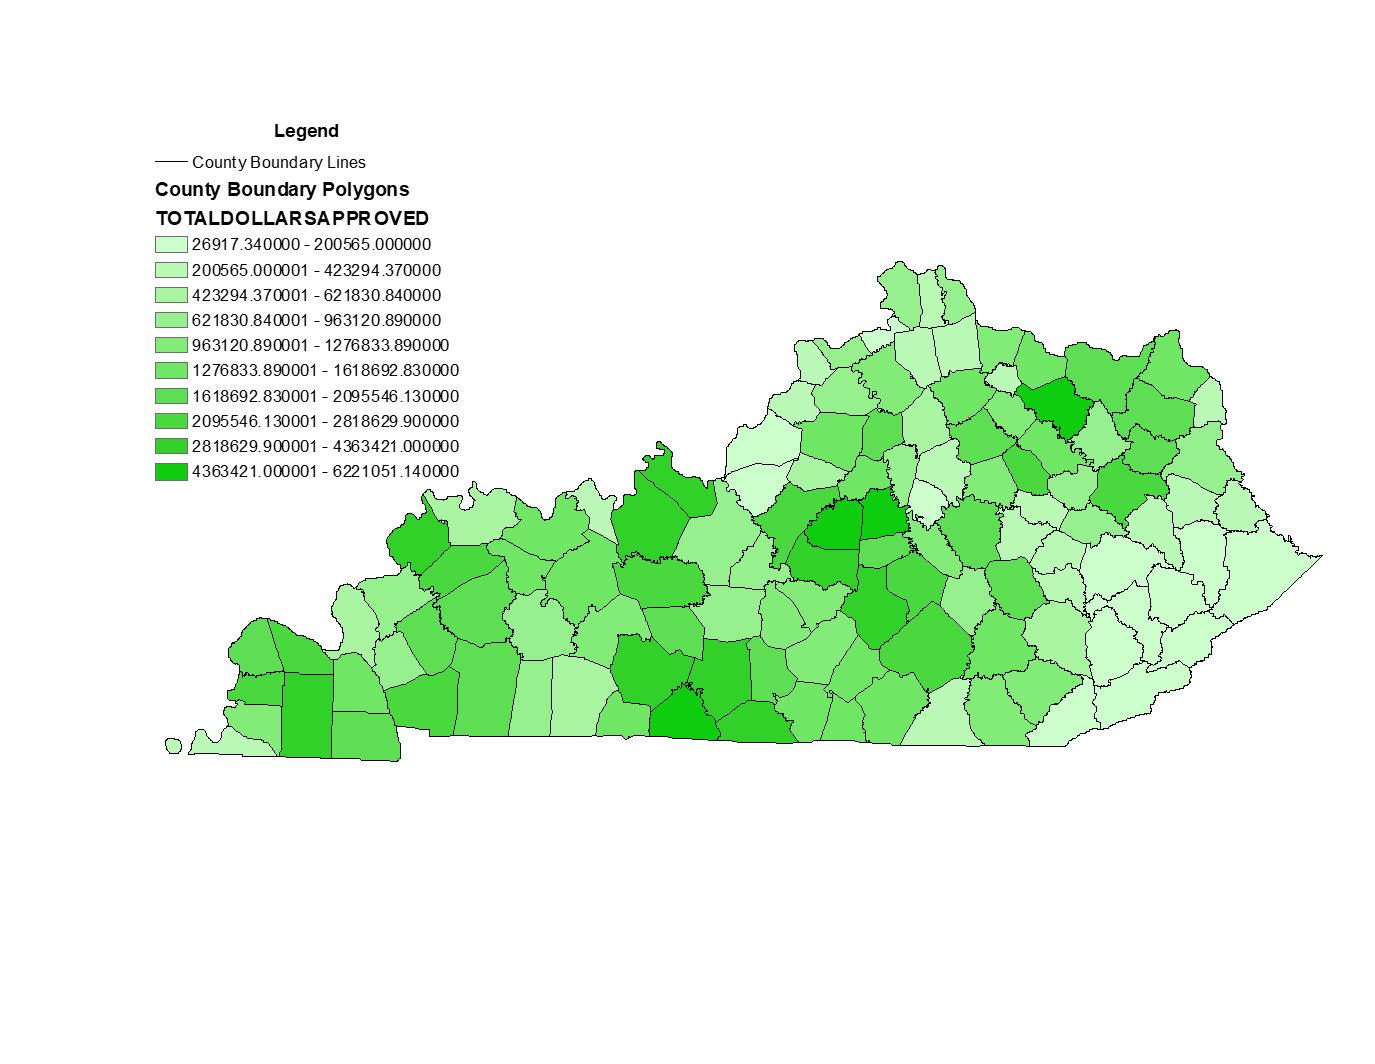 Legend
County Boundary Lines
County Boundary Polygons
TOTALDOLLARSAPPROVED
26917.340000 - 200565.000000
200565.000001 - 423294.370000
423294.370001 - 621830.840000
621830.840001 - 963120.890000
963120.890001 - 1276833.890000
1276833.890001 - 1618692.830000
1618692.830001 - 2095546.130000
2095546.130001 - 2818629.900000
2818629.900001 - 4363421.000000
4363421.000001 - 6221051.140000